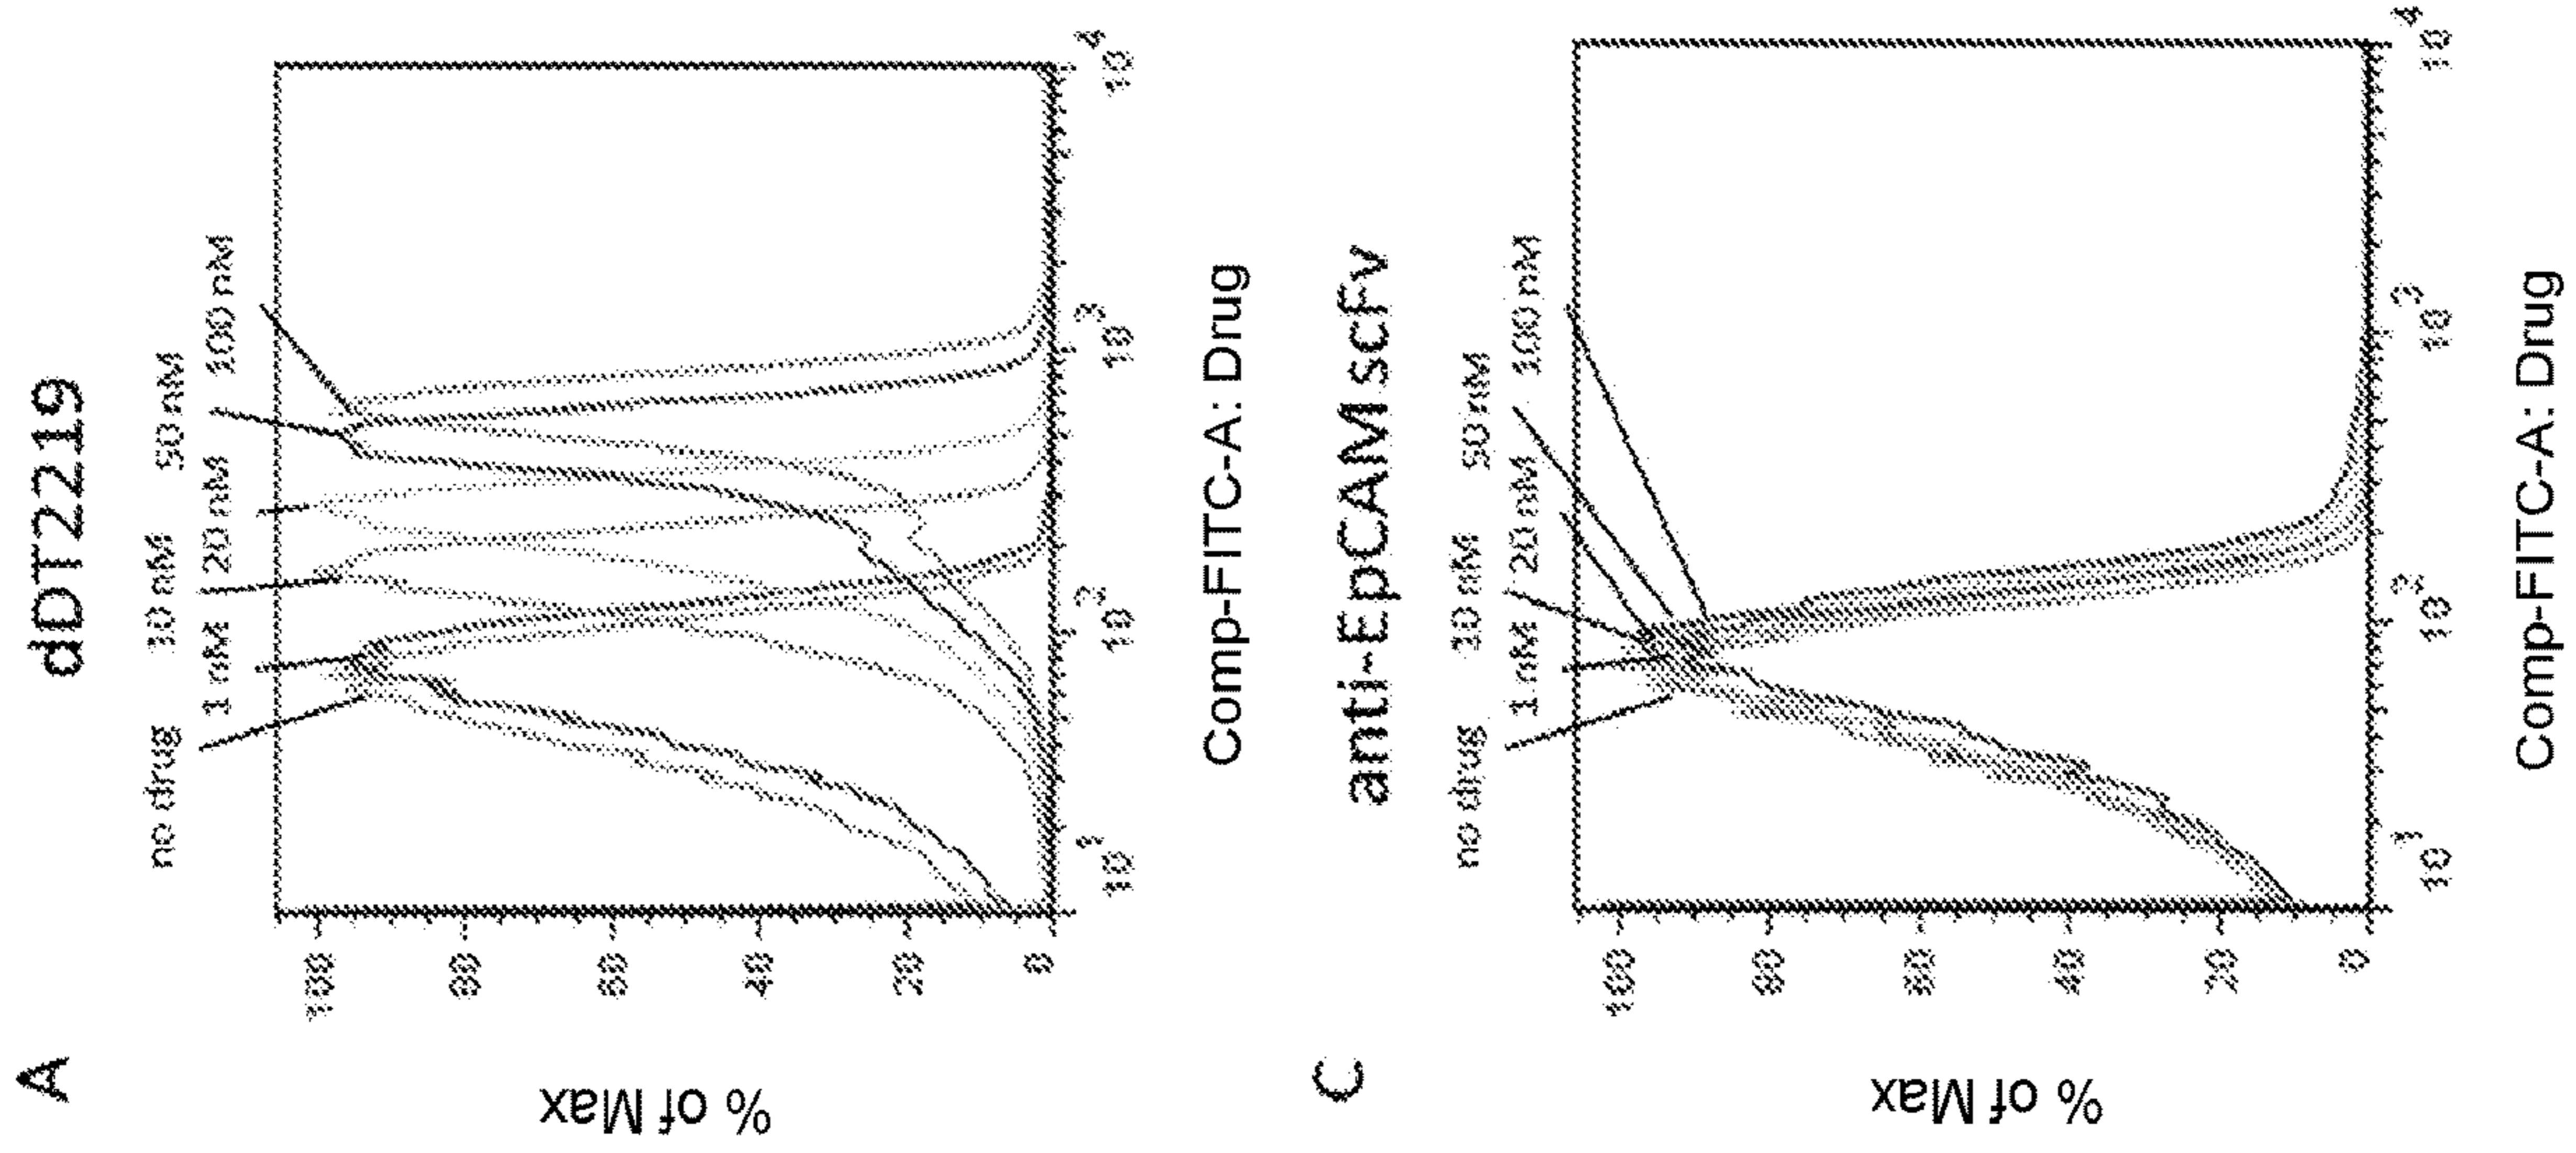 A
dDT2219
no drug 10 nM 50 nM
1 nM 20 nM 100 nM
% of Max
100
80
60
40
20
0
10^1 10^2 10^3 10^4
Comp-FITC-A: Drug
C
anti-EpCAM scFv
no drug 10 nM 50 nM
1 nM 20 nM 100 nM
% of Max
100
80
60
40
20
0
10^1 10^2 10^3 10^4
Comp-FITC-A: Drug